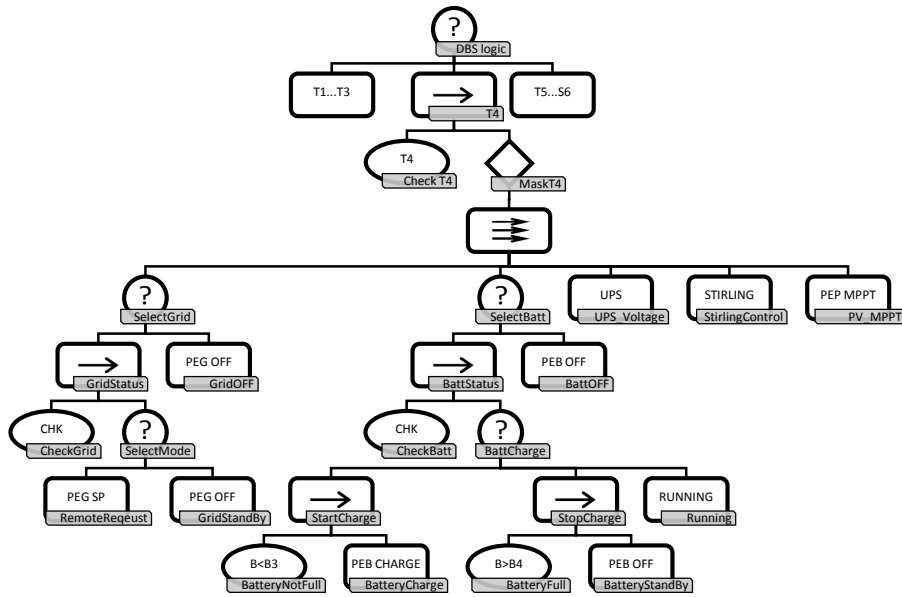 ?
DBS logic
T1...T3
T4
T5...S6
T4
Check T4
MaskT4
?
SelectGrid
?
SelectBatt
UPS
UPS_Voltage
STIRLING
StirlingControl
PEP MPPT
PV_MPPT
GridStatus
PEG OFF
GridOFF
BattStatus
PEB OFF
BattOFF
CHK
CheckGrid
?
SelectMode
CHK
CheckBatt
?
BattCharge
PEG SP
RemoteReqeust
PEG OFF
GridStandBy
StartCharge
StopCharge
RUNNING
Running
B<B3
BatteryNotFull
PEB CHARGE
BatteryCharge
B>B4
BatteryFull
PEB OFF
BatteryStandBy